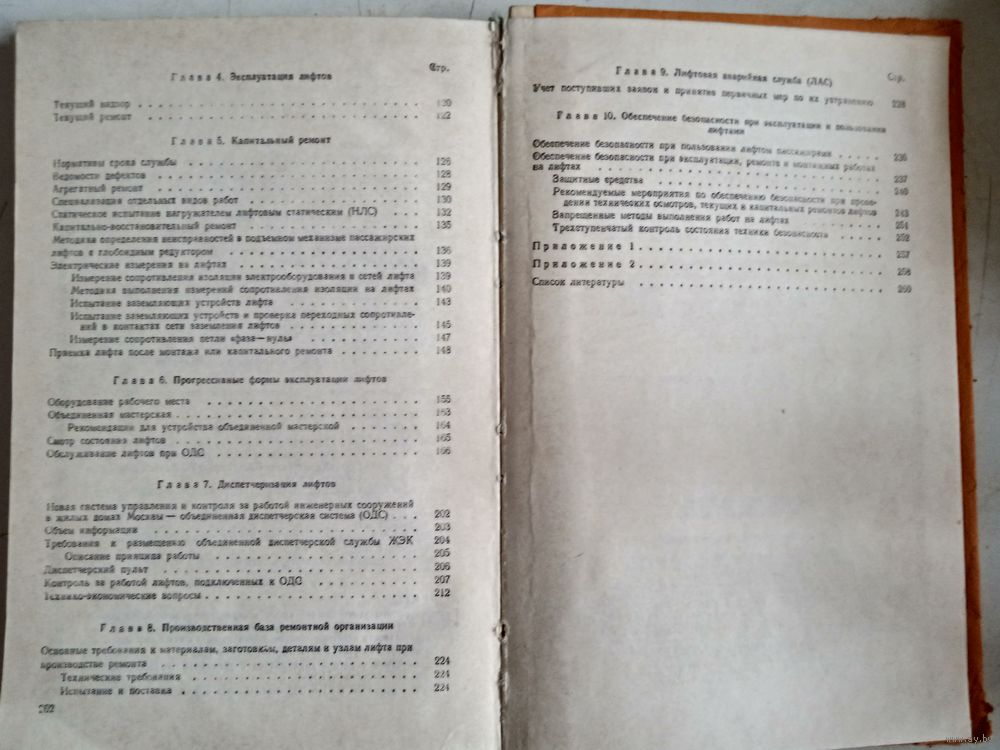 Стр.
Глава 4. Эксплуатация лифтов
Текущий надзор 120
Текущий ремонт 122
Глава 5. Капитальный ремонт
Нормативы срока службы 126
Ведомости дефектов 128
Агрегатный ремонт 129
Специализация отдельных видов работ 130
Статическое испытание нагружателем лифтовым статическим (НЛС) 132
Капитально-восстановительный ремонт 135
Методика определения неисправностей в подъемном механизме пассажирских
лифтов с глобоидным редуктором 136
Электрические измерения на лифтах 139
Измерение сопротивления изоляции электрооборудования и сетей лифта 139
Методика выполнения измерений сопротивления изоляции на лифтах 140
Испытание заземляющих устройств лифта 143
Испытание заземляющих устройств и проверка переходных сопротивле-
ний в контактах сети заземления лифтов 145
Измерение сопротивления петли «фаза—нуль» 147
Приемка лифта после монтажа или капитального ремонта 148
Глава 6. Прогрессивные формы эксплуатации лифтов
Оборудование рабочего места 155
Объединенная мастерская 163
Рекомендации для устройства объединенной мастерской 164
Смотр состояния лифтов 165
Обслуживание лифтов при ОДС 166
Глава 7. Диспетчеризация лифтов
Новая система управления и контроля за работой инженерных сооружений
в жилых домах Москвы — объединенная диспетчерская система (ОДС) 202
Объем информации 203
Требования к размещению объединенной диспетчерской службы ЖЭК 204
Описание принципа работы 205
Диспетчерский пульт 206
Контроль за работой лифтов, подключенных к ОДС 207
Технико-экономические вопросы 212
Глава 8. Производственная база ремонтной организации
Основные требования к материалам, заготовкам, деталям и узлам лифта при
производстве ремонта 224
Технические требования 224
Испытание и поставка 224
262
Стр.
Глава 9. Лифтовая аварийная служба (ЛАС)
Учет поступивших заявок и принятие первичных мер по их устранению 228
Глава 10. Обеспечение безопасности при эксплуатации и пользовании
лифтами
Обеспечение безопасности при пользовании лифтом пассажирами 236
Обеспечение безопасности при эксплуатации, ремонте и монтажных работах
на лифтах 237
Защитные средства 240
Рекомендуемые мероприятия по обеспечению безопасности при прове-
дении технических осмотров, текущих и капитальных ремонтов лифтов 243
Запрещенные методы выполнения работ на лифтах 251
Трехступенчатый контроль состояния техники безопасности 252
Приложение 1 257
Приложение 2 258
Список литературы 260
www.ay.by